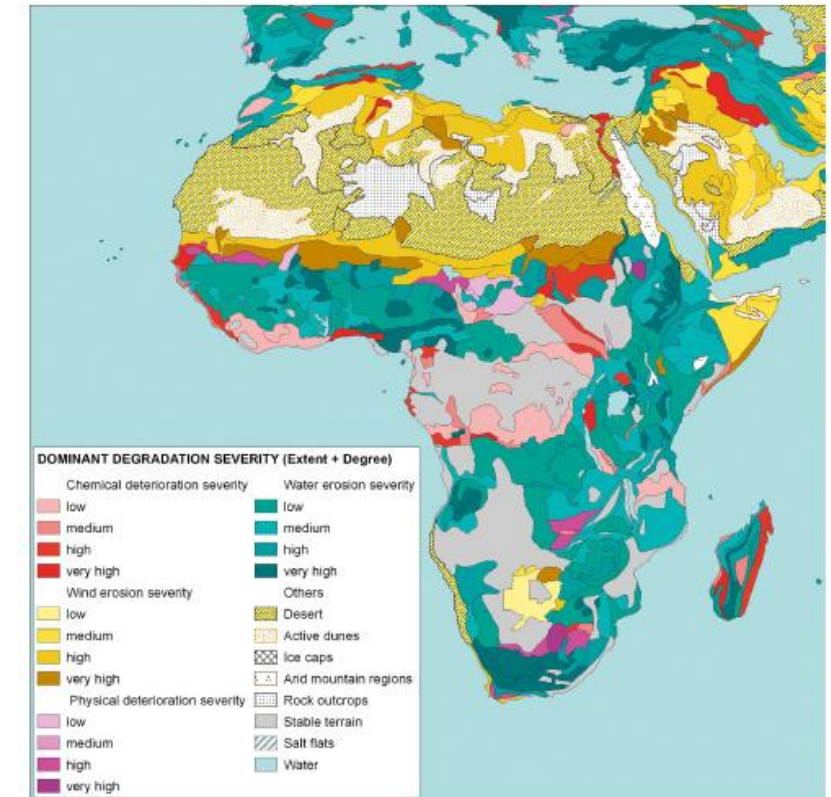 DOMINANT DEGRADATION SEVERITY (Extent + Degree)
Chemical deterioration severity
low
medium
high
very high
Wind erosion severity
low
medium
high
very high
Physical deterioration severity
low
medium
high
very high
Water erosion severity
low
medium
high
very high
Others
Desert
Active dunes
Ice caps
Arid mountain regions
Rock outcrops
Stable terrain
Salt flats
Water